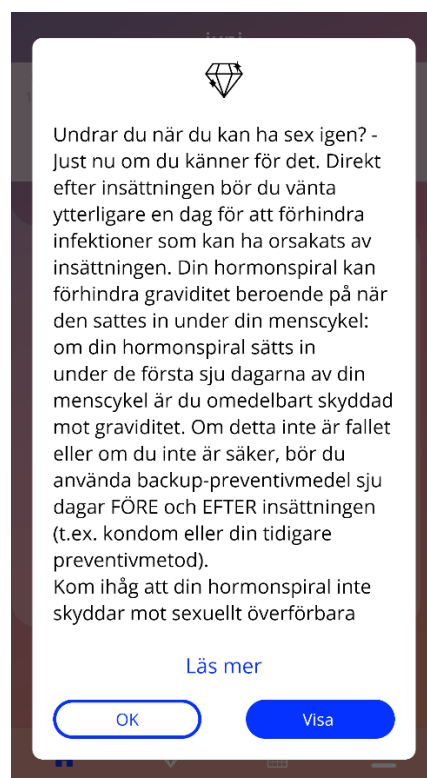 Undrar du när du kan ha sex igen? -
Just nu om du känner för det. Direkt
efter insättningen bör du vänta
ytterligare en dag för att förhindra
infektioner som kan ha orsakats av
insättningen. Din hormonspiral kan
förhindra graviditet beroende på när
den sattes in under din menscykel:
om din hormonspiral sätts in
under de första sju dagarna av din
menscykel är du omedelbart skyddad
mot graviditet. Om detta inte är fallet
eller om du inte är säker, bör du
använda backup-preventivmedel sju
dagar FÖRE och EFTER insättningen
(t.ex. kondom eller din tidigare
preventivmetod).
Kom ihåg att din hormonspiral inte
skyddar mot sexuellt överförbara
Läs mer
OK
Visa